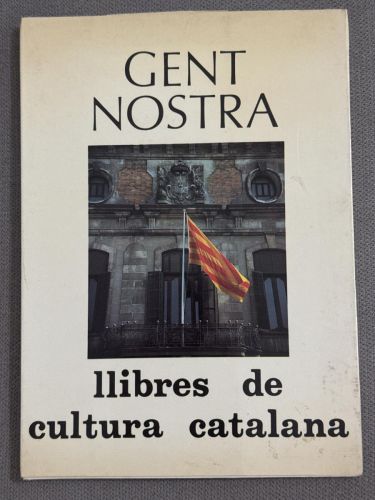 GENT
NOSTRA
llibres de
cultura catalana